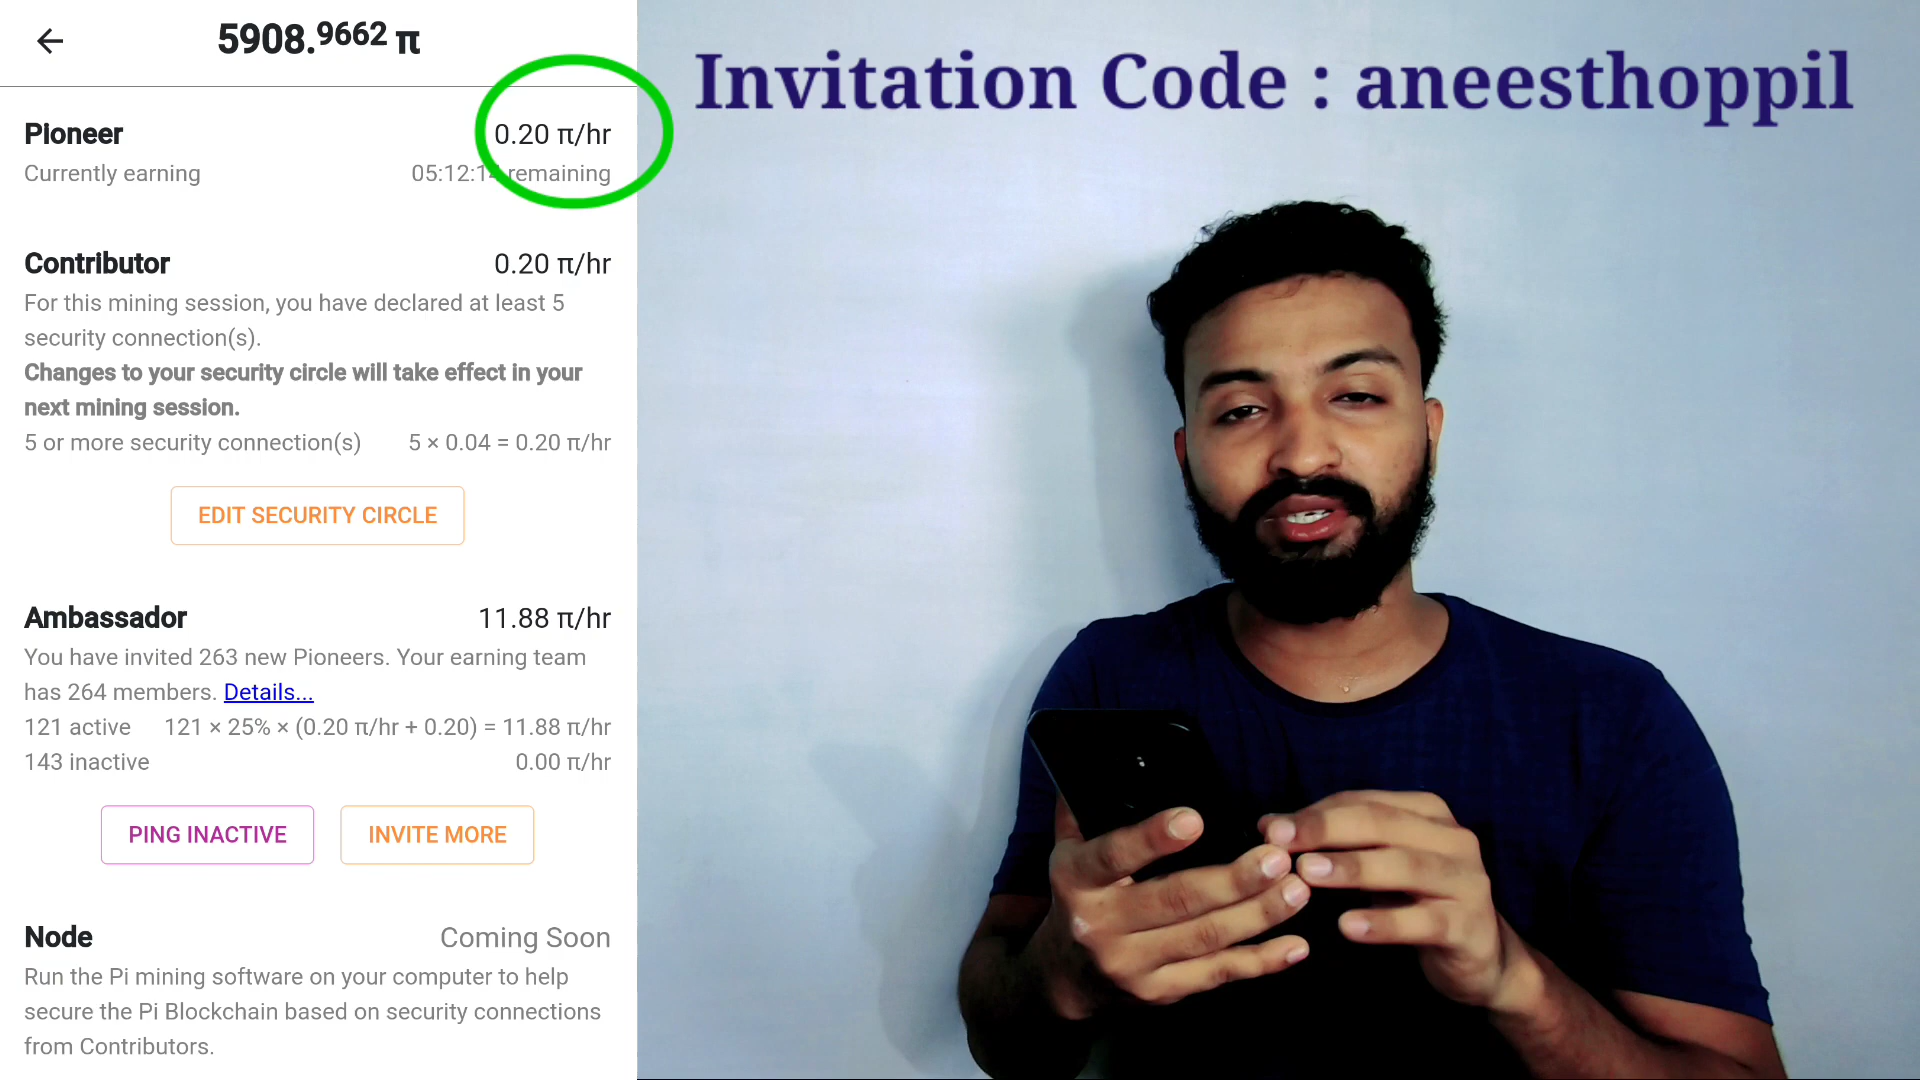 5908.9662 π
Invitation Code : aneesthoppil
Pioneer 0.20 π/hr
Currently earning 05:12:14 remaining
Contributor 0.20 π/hr
For this mining session, you have declared at least 5
security connection(s).
Changes to your security circle will take effect in your
next mining session.
5 or more security connection(s) 5 × 0.04 = 0.20 π/hr
EDIT SECURITY CIRCLE
Ambassador 11.88 π/hr
You have invited 263 new Pioneers. Your earning team
has 264 members. Details...
121 active 121 × 25% × (0.20 π/hr + 0.20) = 11.88 π/hr
143 inactive 0.00 π/hr
PING INACTIVE INVITE MORE
Node Coming Soon
Run the Pi mining software on your computer to help
secure the Pi Blockchain based on security connections
from Contributors.